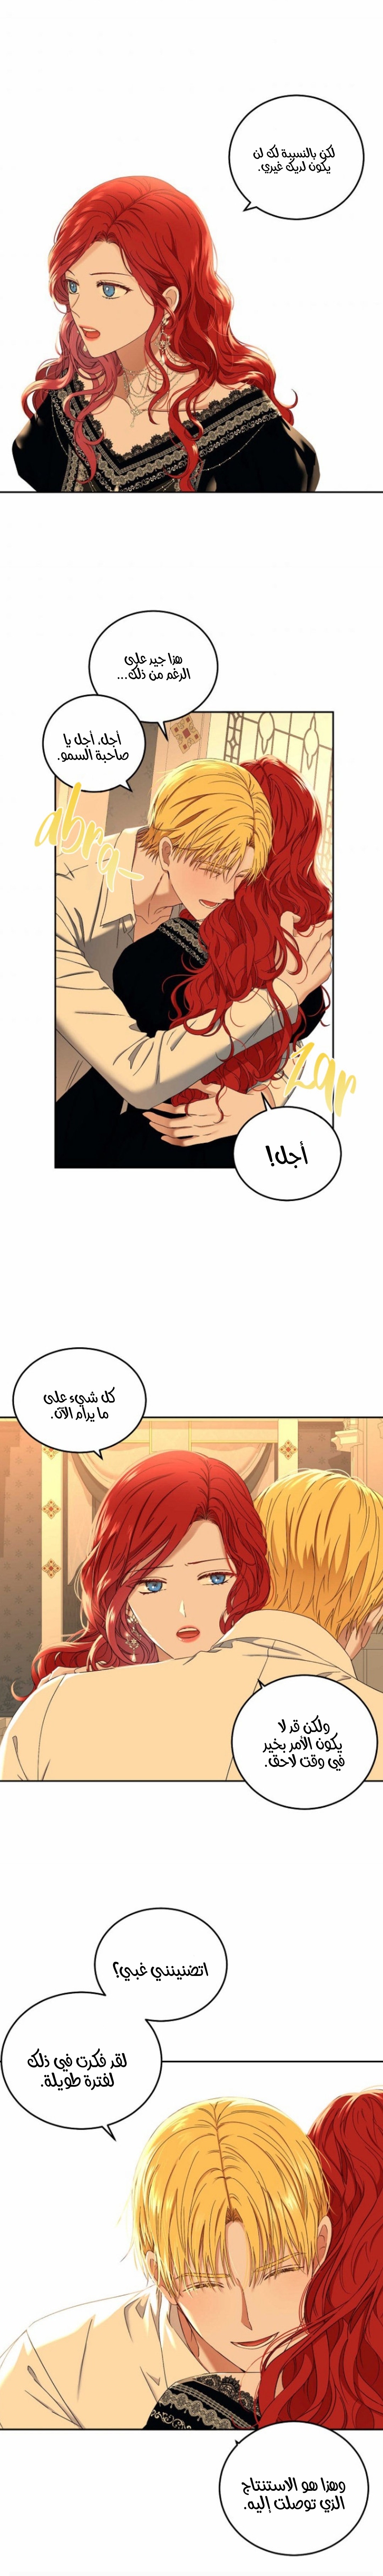 لكن بالنسبة لك لن
يكون لديك غيري.
هذا جيد على
الرغم من ذلك...
أجل، أجل يا
صاحبة السمو.
abra-
zar
أجل!
كل شيء على
ما يرام الآن.
ولكن قد لا
يكون الأمر بخير
في وقت لاحق.
اتضنينني غبي؟
لقد فكرت في ذلك
لفترة طويلة.
وهذا هو الاستنتاج
الذي توصلت إليه.